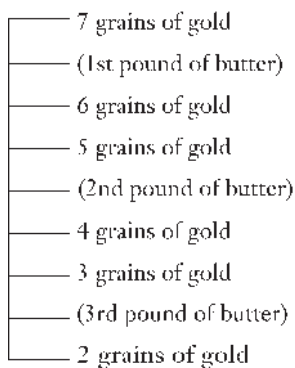 7 grains of gold
(1st pound of butter)
6 grains of gold
5 grains of gold
(2nd pound of butter)
4 grains of gold
3 grains of gold
(3rd pound of butter)
2 grains of gold